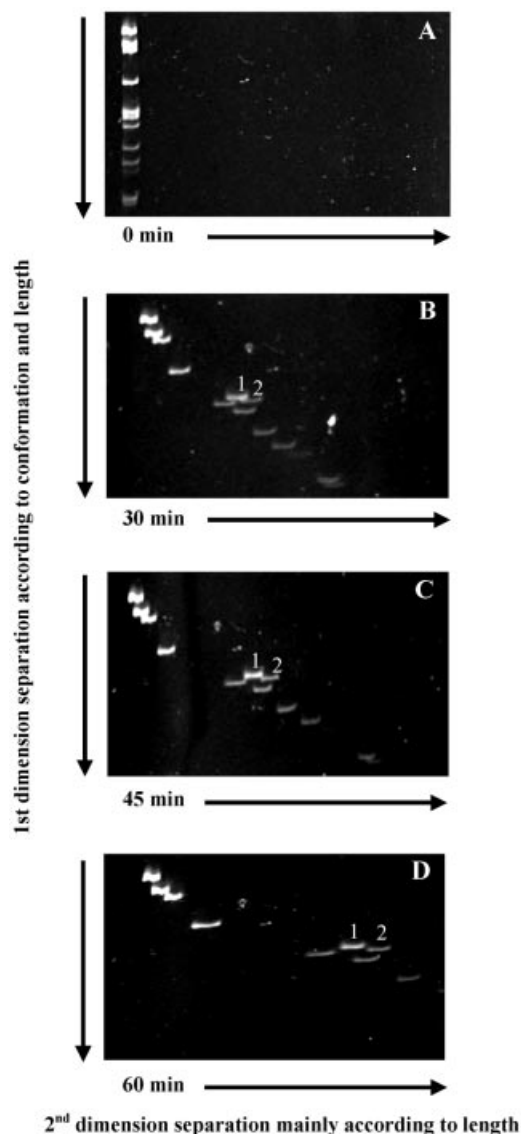 1st dimension separation according to conformation and length
A
0 min
B
1 2
30 min
C
1 2
45 min
D
1 2
60 min
2nd dimension separation mainly according to length